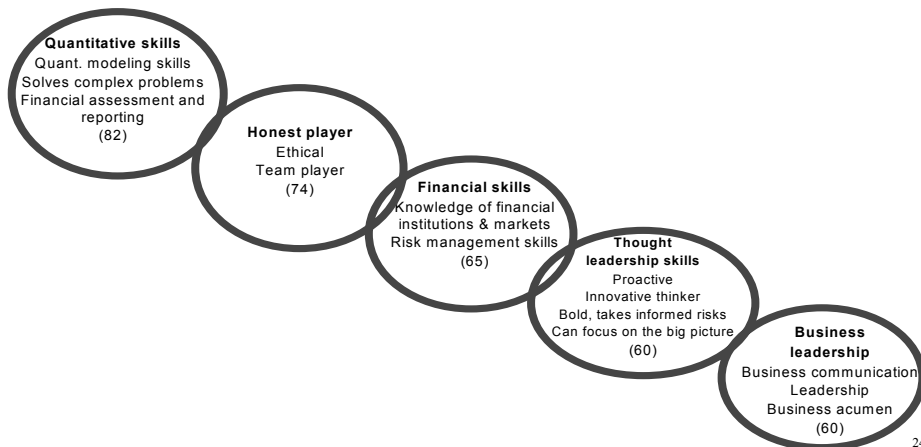 Quantitative skills
Quant. modeling skills
Solves complex problems
Financial assessment and
reporting
(82)
Honest player
Ethical
Team player
(74)
Financial skills
Knowledge of financial
institutions & markets
Risk management skills
(65)
Thought
leadership skills
Proactive
Innovative thinker
Bold, takes informed risks
Can focus on the big picture
(60)
Business
leadership
Business communication
Leadership
Business acumen
(60)